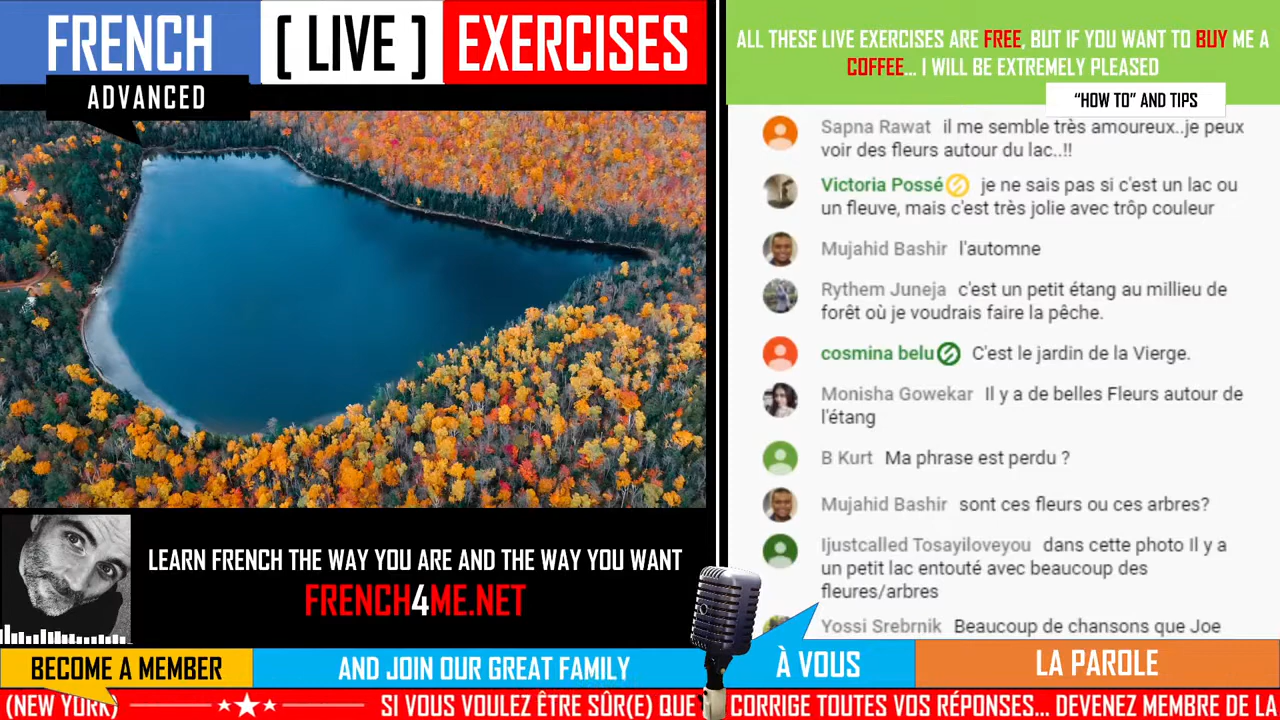 FRENCH
[ LIVE ]
EXERCISES
ADVANCED
ALL THESE LIVE EXERCISES ARE FREE, BUT IF YOU WANT TO BUY ME A
COFFEE... I WILL BE EXTREMELY PLEASED
“HOW TO” AND TIPS
Sapna Rawat il me semble très amoureux..je peux
voir des fleurs autour du lac..!!
Victoria Possé je ne sais pas si c'est un lac ou
un fleuve, mais c'est très jolie avec trôp couleur
Mujahid Bashir l'automne
Rythem Juneja c'est un petit étang au millieu de
forêt où je voudrais faire la pêche.
cosmina belu C'est le jardin de la Vierge.
Monisha Gowekar Il y a de belles Fleurs autour de
l'étang
B Kurt Ma phrase est perdu ?
Mujahid Bashir sont ces fleurs ou ces arbres?
Ijustcalled Tosayiloveyou dans cette photo Il y a
un petit lac entouté avec beaucoup des
fleures/arbres
Yossi Srebrnik Beaucoup de chansons que Joe
LEARN FRENCH THE WAY YOU ARE AND THE WAY YOU WANT
FRENCH4ME.NET
BECOME A MEMBER
AND JOIN OUR GREAT FAMILY
À VOUS
LA PAROLE
(NEW YORK) SI VOUS VOULEZ ÊTRE SÛR(E) QUE CORRIGE TOUTES VOS RÉPONSES... DEVENEZ MEMBRE DE LA